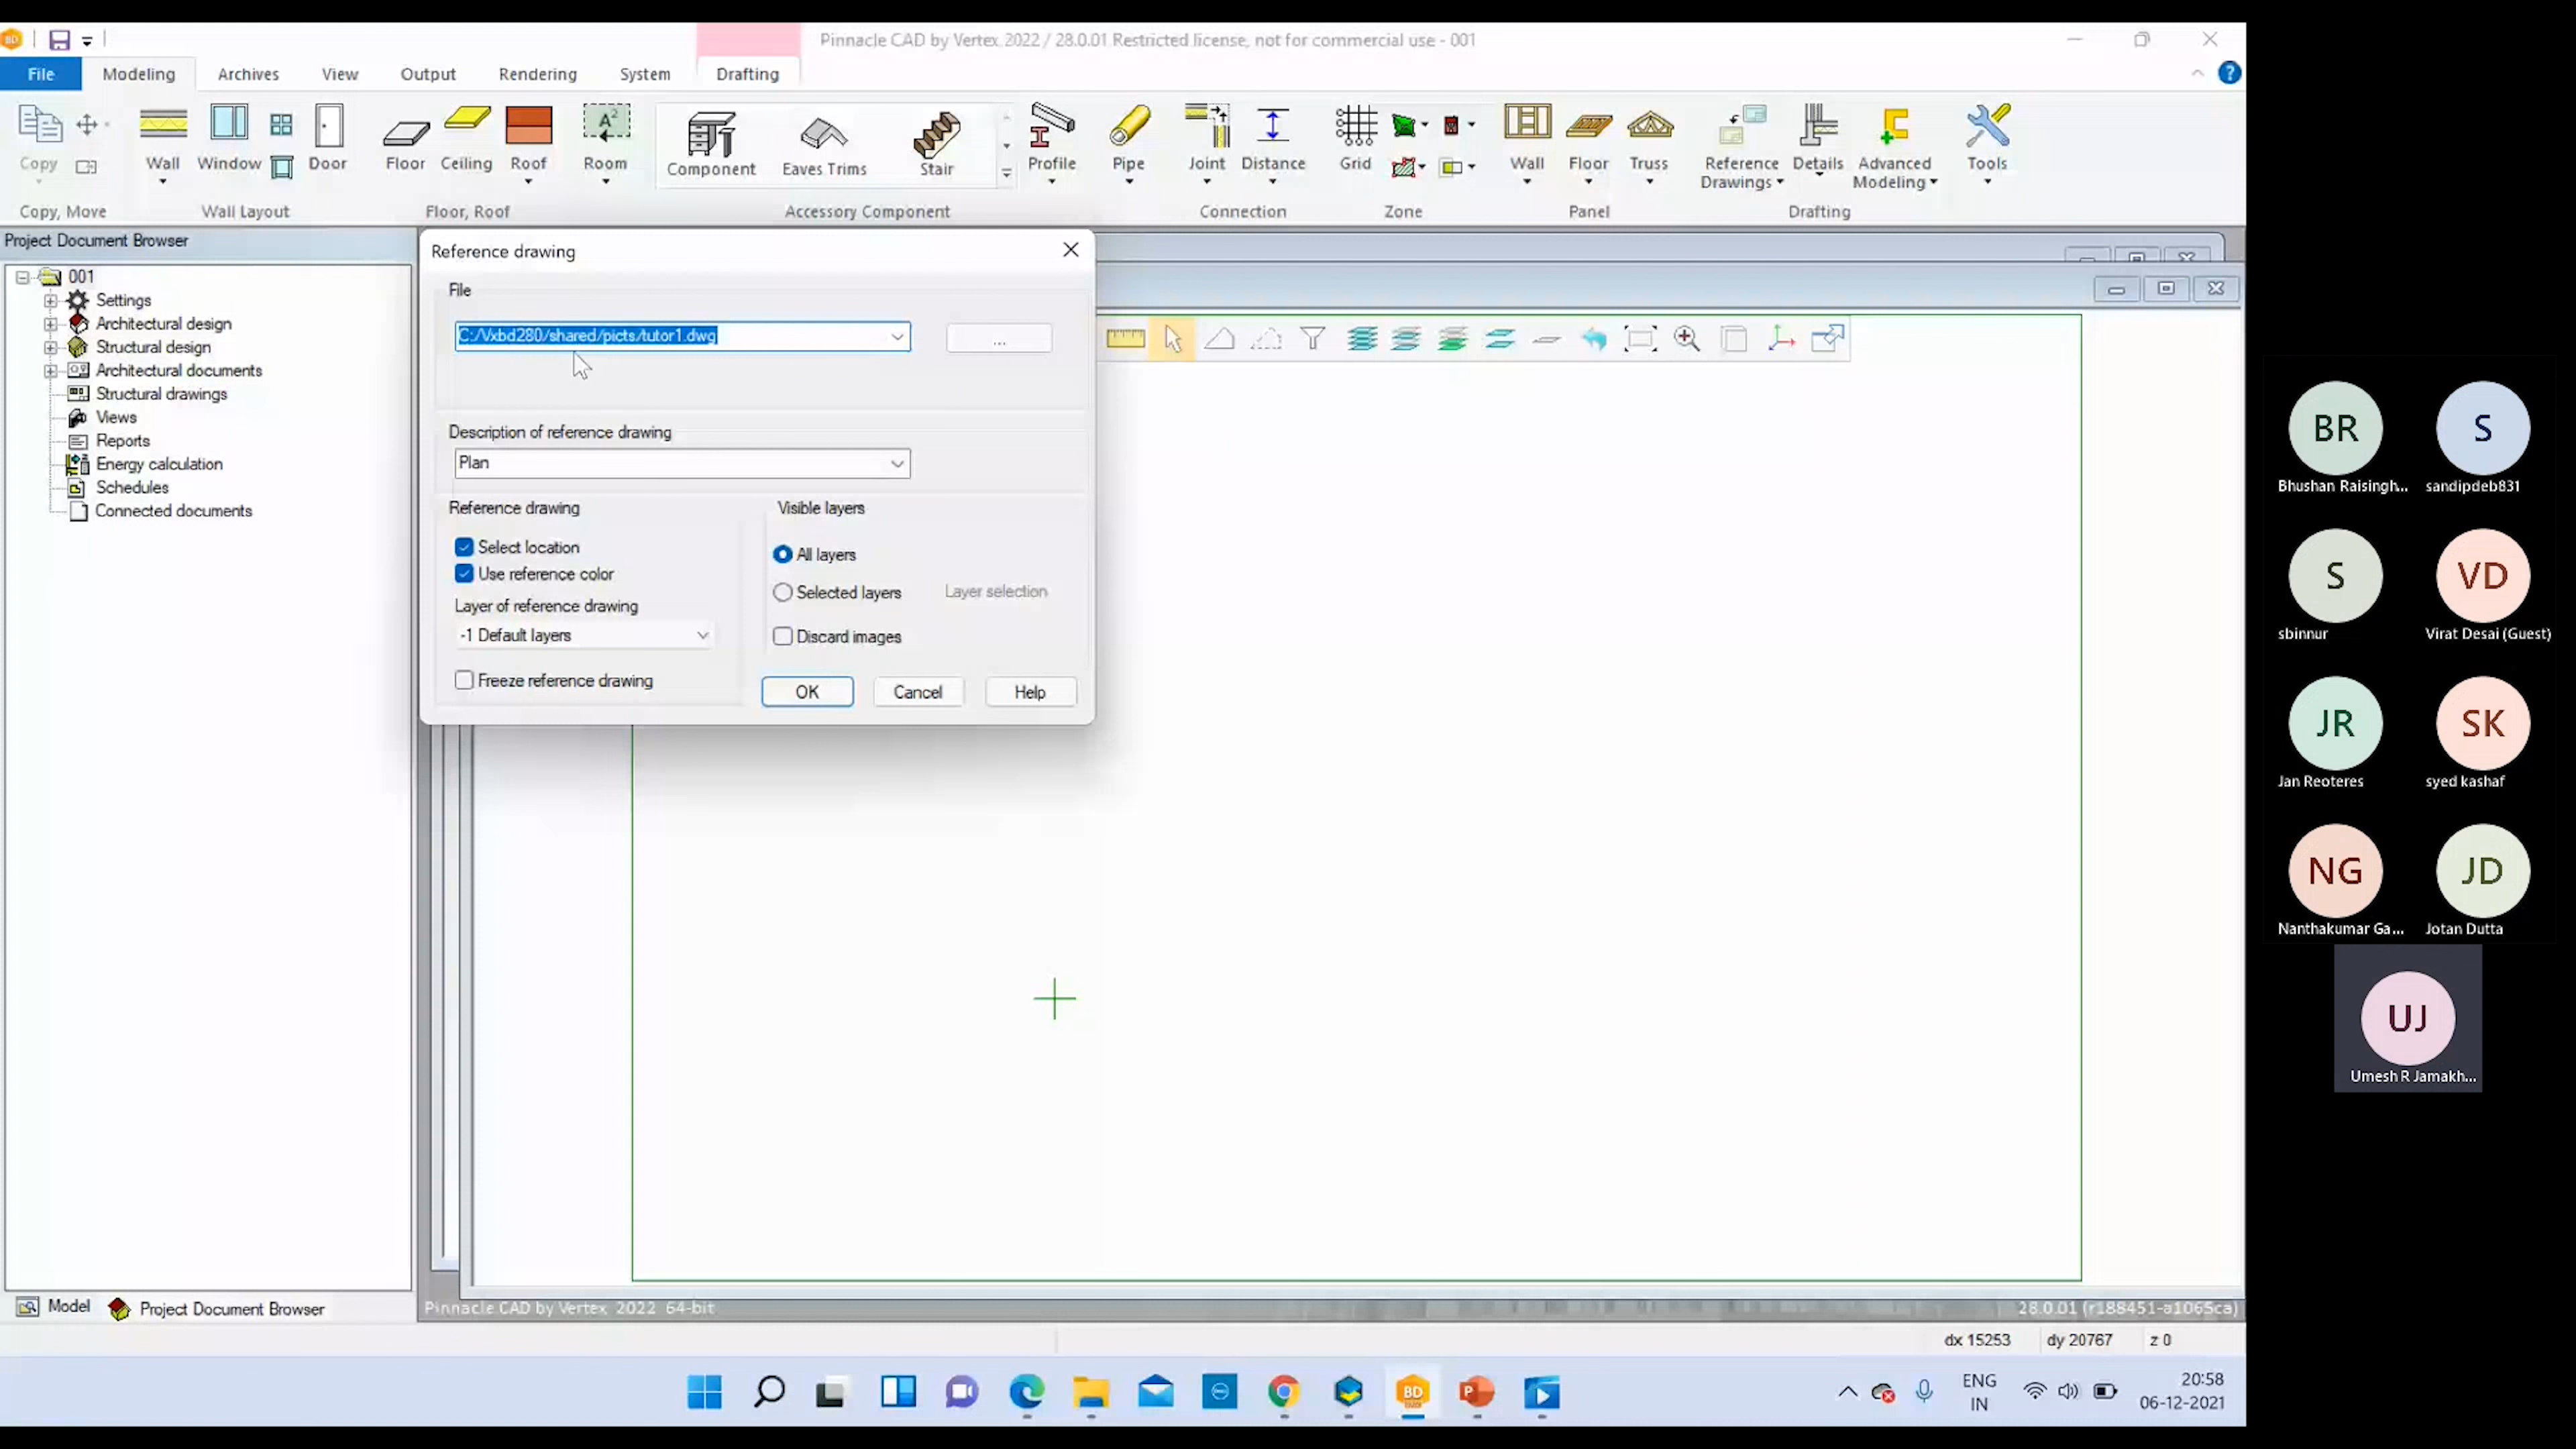 BD
Pinnacle CAD by Vertex 2022 / 28.0.01 Restricted license, not for commercial use - 001
File Modeling Archives View Output Rendering System Drafting
?
Copy Wall Window Door Floor Ceiling Roof Room Component Eaves Trims Stair Profile Pipe Joint Distance Grid Wall Floor Truss Reference Drawings Details Advanced Modeling Tools
Copy, Move Wall Layout Floor, Roof Accessory Component Connection Zone Panel Drafting
Project Document Browser
001
Settings
Architectural design
Structural design
Architectural documents
Structural drawings
Views
Reports
Energy calculation
Schedules
Connected documents
Reference drawing
File
C:/Vxbd280/shared/picts/tutor1.dwg
...
Description of reference drawing
Plan
Reference drawing
Select location
Use reference color
Layer of reference drawing
-1 Default layers
Freeze reference drawing
Visible layers
All layers
Selected layers Layer selection
Discard images
OK Cancel Help
BR S
Bhushan Raisingh... sandipdeb831
S VD
sbinnur Virat Desai (Guest)
JR SK
Jan Reoteres syed kashaf
NG JD
Nanthakumar Ga... Jotan Dutta
UJ
Umesh R Jamakh...
Model Project Document Browser
Pinnacle CAD by Vertex 2022 64-bit 28.0.01 (r188451-a1065ca)
dx 15253 dy 20767 z 0
BD P
ENG
IN
20:58
06-12-2021